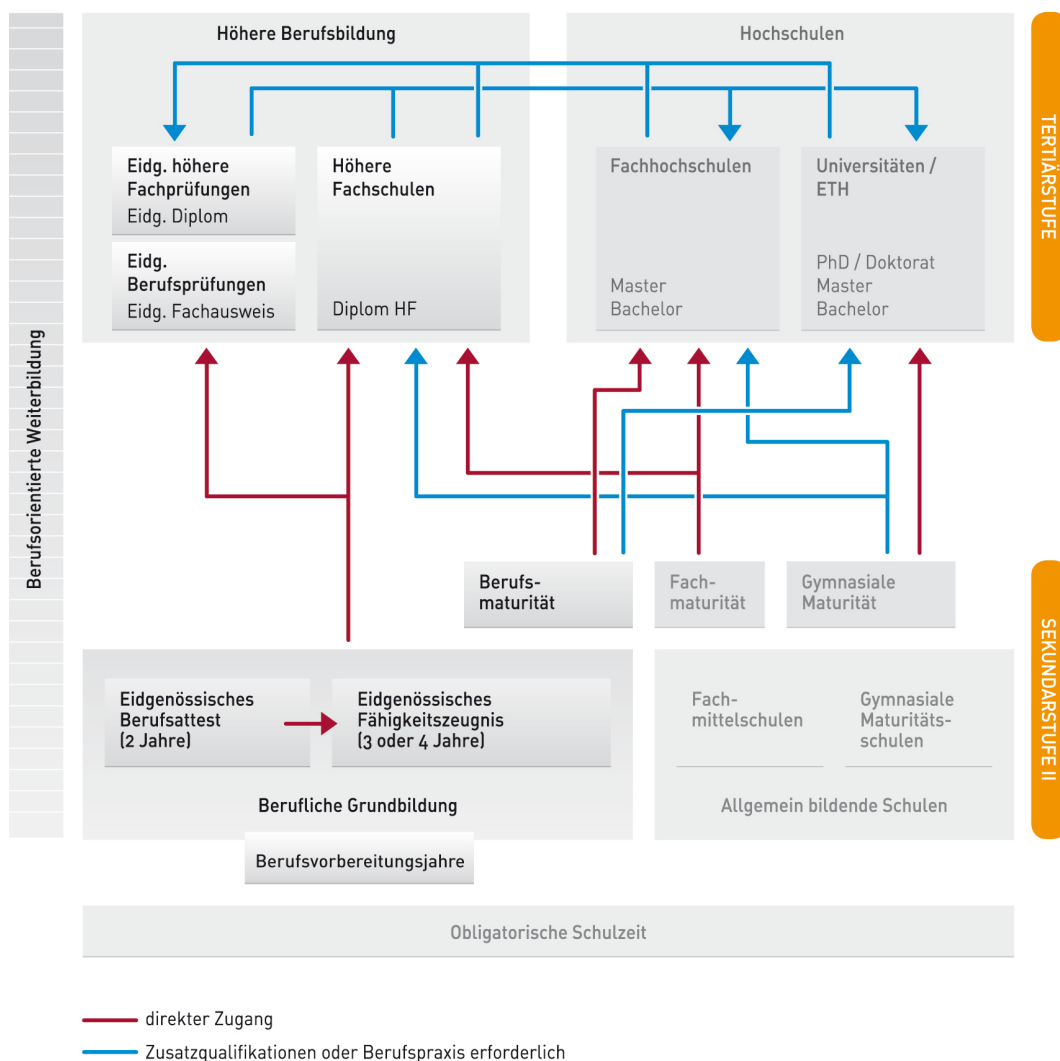 Höhere Berufsbildung
Hochschulen
Eidg. höhere
Fachprüfungen
Eidg. Diplom
Eidg.
Berufsprüfungen
Eidg. Fachausweis
Höhere
Fachschulen
Diplom HF
Fachhochschulen
Master
Bachelor
Universitäten /
ETH
PhD / Doktorat
Master
Bachelor
TERTIÄRSTUFE
Berufsorientierte Weiterbildung
Berufs-
maturität
Fach-
maturität
Gymnasiale
Maturität
Eidgenössisches
Berufsattest
(2 Jahre)
Eidgenössisches
Fähigkeitszeugnis
(3 oder 4 Jahre)
Berufliche Grundbildung
Fach-
mittelschulen
Gymnasiale
Maturitäts-
schulen
Allgemein bildende Schulen
SEKUNDARSTUFE II
Berufsvorbereitungsjahre
Obligatorische Schulzeit
direkter Zugang
Zusatzqualifikationen oder Berufspraxis erforderlich